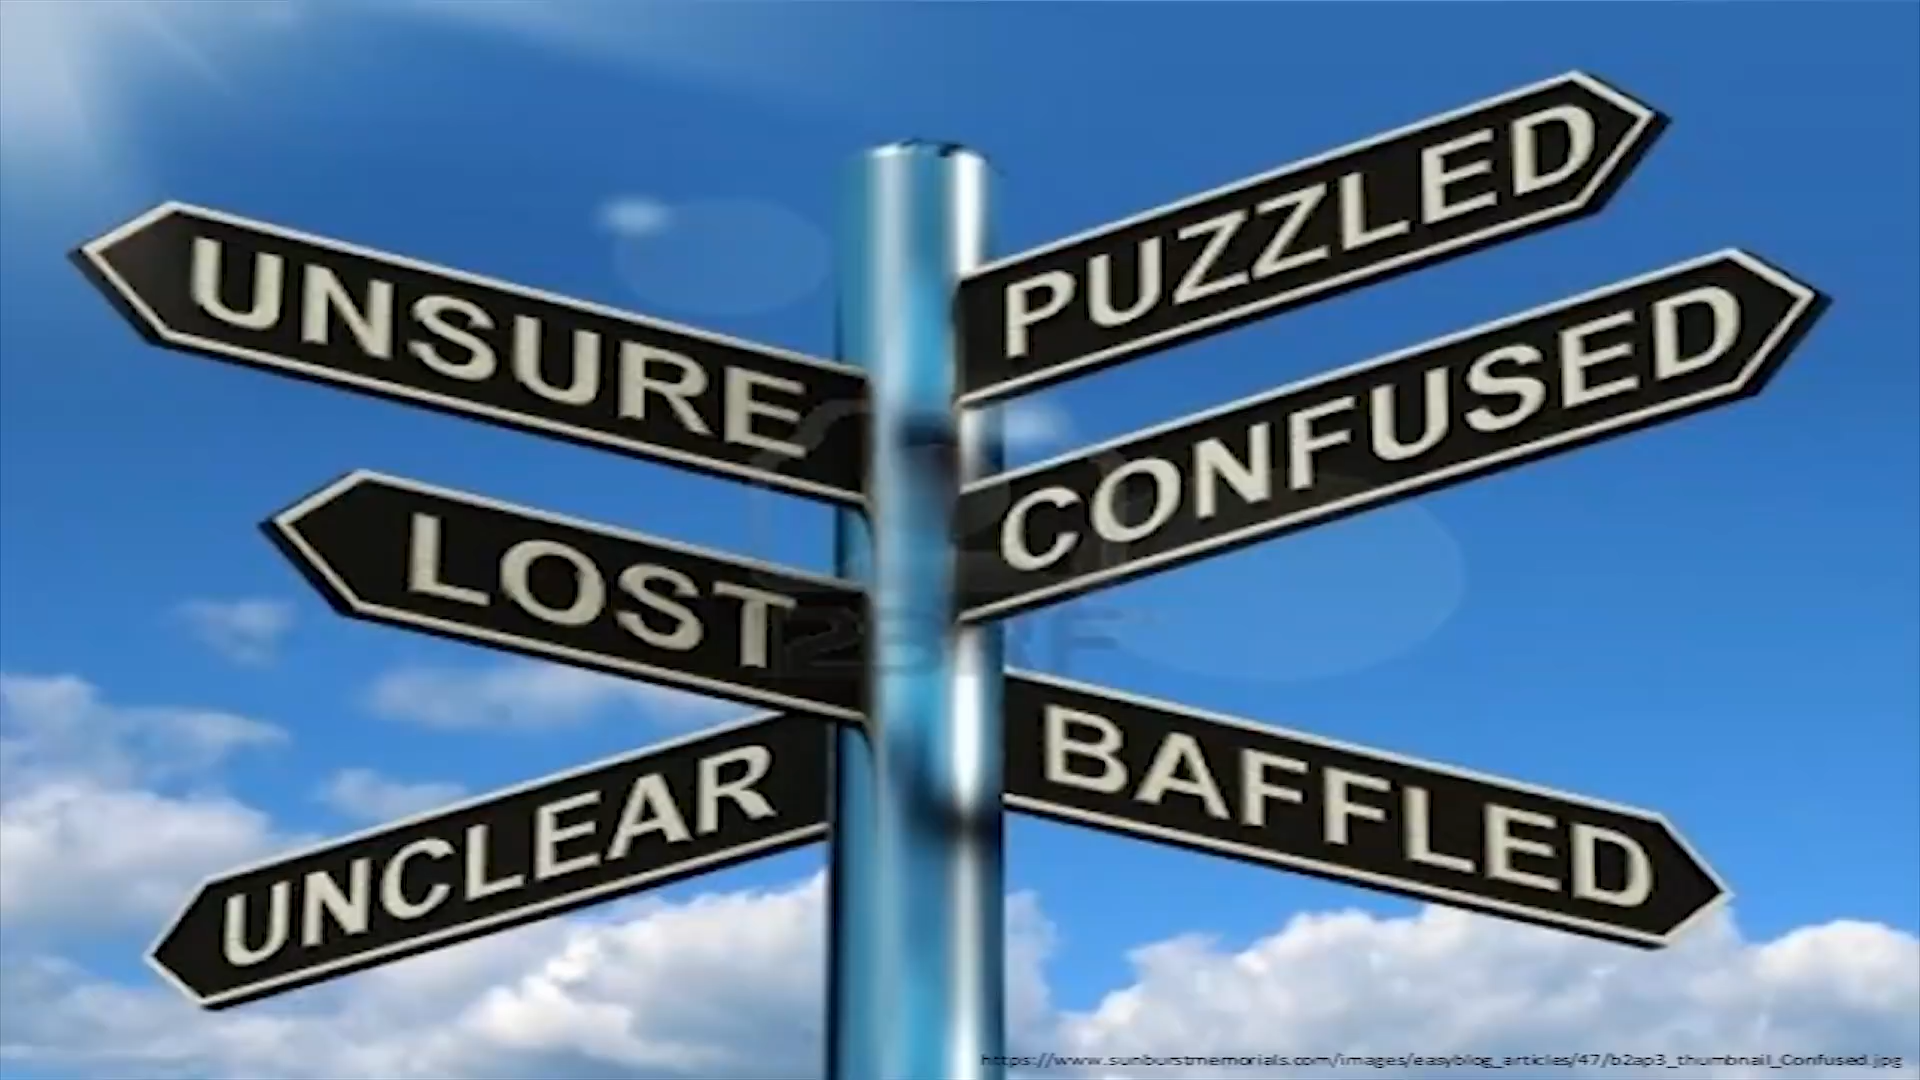 PUZZLED
UNSURE
CONFUSED
LOST
BAFFLED
UNCLEAR
https://www.sunburstmemorials.com/images/easyblog_articles/47/b2ap3_thumbnail_Confused.jpg